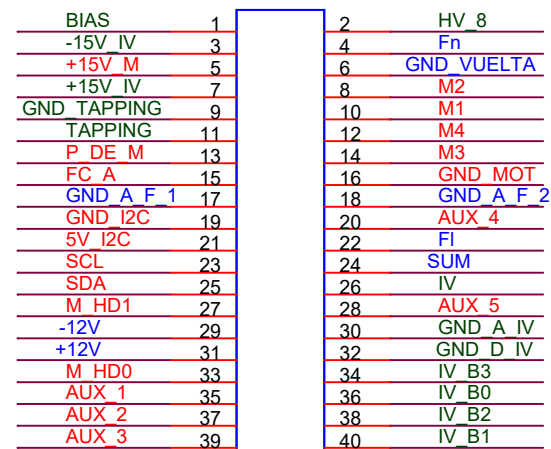 BIAS 1 2 HV_8
-15V_IV 3 4 Fn
+15V_M 5 6 GND_VUELTA
+15V_IV 7 8 M2
GND_TAPPING 9 10 M1
TAPPING 11 12 M4
P_DE_M 13 14 M3
FC_A 15 16 GND_MOT
GND_A_F_1 17 18 GND_A_F_2
GND_I2C 19 20 AUX_4
5V_I2C 21 22 FI
SCL 23 24 SUM
SDA 25 26 IV
M_HD1 27 28 AUX_5
-12V 29 30 GND_A_IV
+12V 31 32 GND_D_IV
M_HD0 33 34 IV_B3
AUX_1 35 36 IV_B0
AUX_2 37 38 IV_B2
AUX_3 39 40 IV_B1